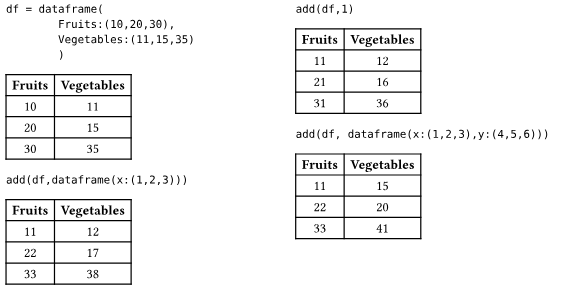 df = dataframe(
Fruits:(10,20,30),
Vegetables:(11,15,35)
)
Fruits Vegetables
10 11
20 15
30 35
add(df,dataframe(x:(1,2,3)))
Fruits Vegetables
11 12
22 17
33 38
add(df,1)
Fruits Vegetables
11 12
21 16
31 36
add(df, dataframe(x:(1,2,3),y:(4,5,6)))
Fruits Vegetables
11 15
22 20
33 41